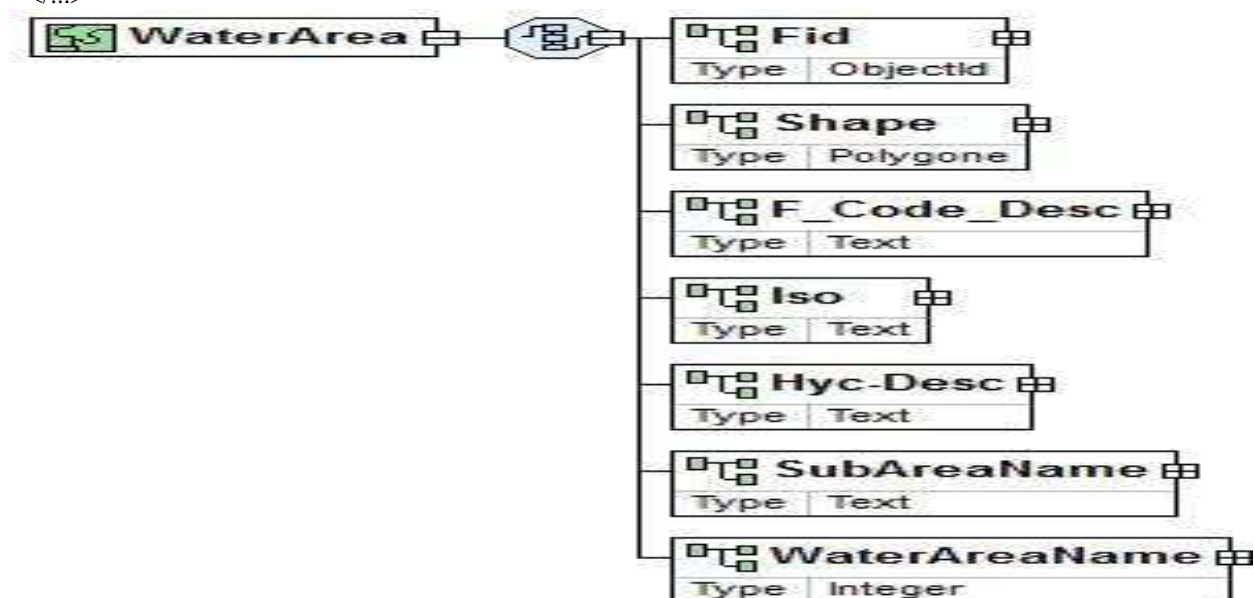 </...>
WaterArea
Fid
Type ObjectId
Shape
Type Polygone
F_Code_Desc
Type Text
Iso
Type Text
Hyc-Desc
Type Text
SubAreaName
Type Text
WaterAreaName
Type Integer